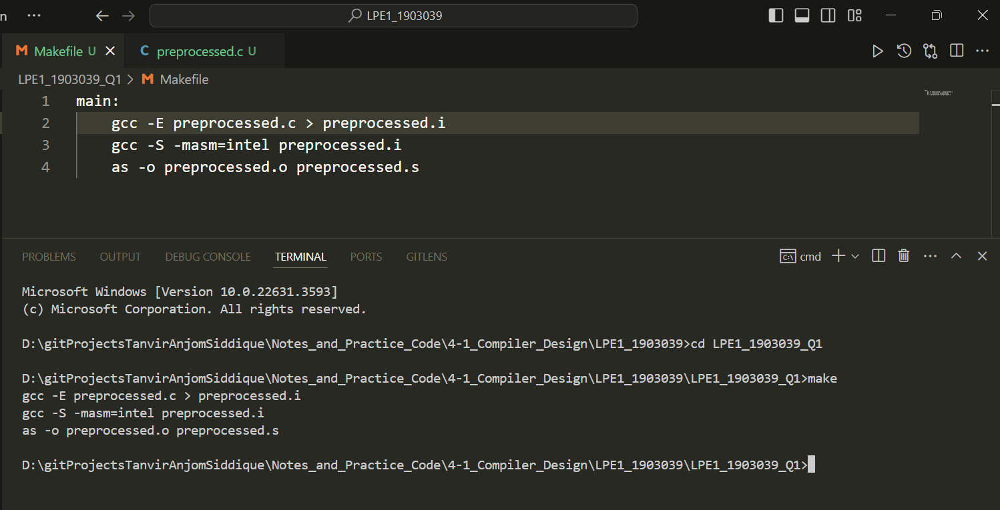 n ··· LPE1_1903039
M Makefile U C preprocessed.c U
LPE1_1903039_Q1 > M Makefile
1 main:
2 gcc -E preprocessed.c > preprocessed.i
3 gcc -S -masm=intel preprocessed.i
4 as -o preprocessed.o preprocessed.s
PROBLEMS OUTPUT DEBUG CONSOLE TERMINAL PORTS GITLENS cmd
Microsoft Windows [Version 10.0.22631.3593]
(c) Microsoft Corporation. All rights reserved.
D:\gitProjectsTanvirAnjomSiddique\Notes_and_Practice_Code\4-1_Compiler_Design\LPE1_1903039>cd LPE1_1903039_Q1
D:\gitProjectsTanvirAnjomSiddique\Notes_and_Practice_Code\4-1_Compiler_Design\LPE1_1903039\LPE1_1903039_Q1>make
gcc -E preprocessed.c > preprocessed.i
gcc -S -masm=intel preprocessed.i
as -o preprocessed.o preprocessed.s
D:\gitProjectsTanvirAnjomSiddique\Notes_and_Practice_Code\4-1_Compiler_Design\LPE1_1903039\LPE1_1903039_Q1>